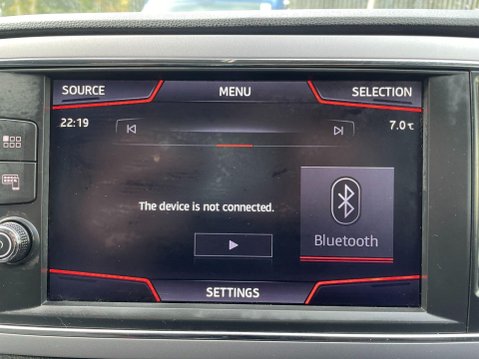 SOURCE MENU SELECTION
22:19 7.0℃
The device is not connected.
Bluetooth
SETTINGS